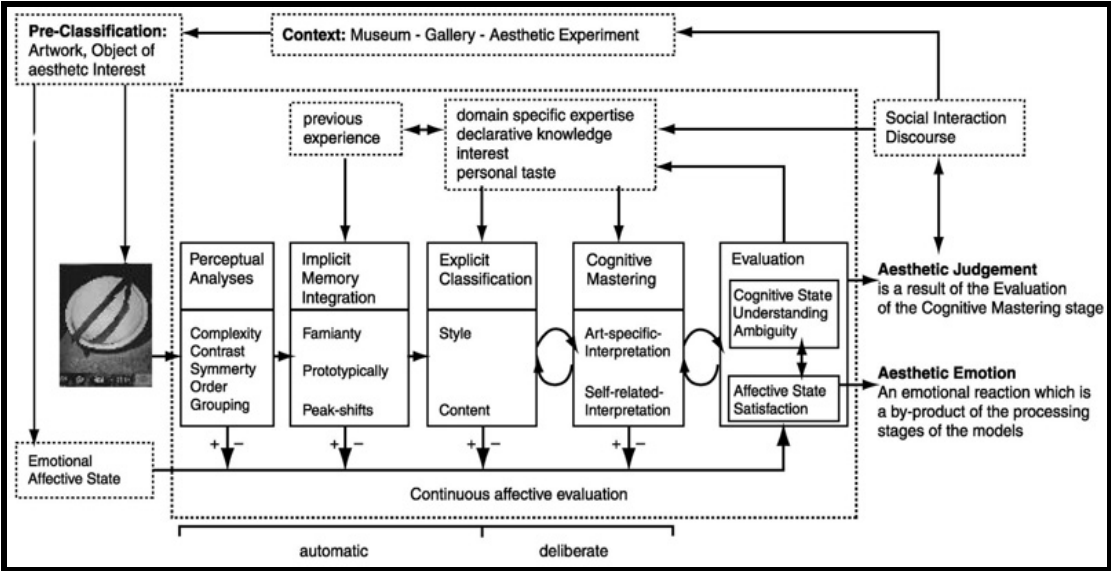 Pre-Classification:
Artwork, Object of
aesthetc Interest
Context: Museum - Gallery - Aesthetic Experiment
Social Interaction
Discourse
previous
experience
domain specific expertise
declarative knowledge
interest
personal taste
Perceptual
Analyses
Complexity
Contrast
Symmerty
Order
Grouping
Implicit
Memory
Integration
Famianty
Prototypically
Peak-shifts
Explicit
Classification
Style
Content
Cognitive
Mastering
Art-specific-
Interpretation
Self-related-
Interpretation
Evaluation
Cognitive State
Understanding
Ambiguity
Affective State
Satisfaction
Aesthetic Judgement
is a result of the Evaluation
of the Cognitive Mastering stage
Aesthetic Emotion
An emotional reaction which is
a by-product of the processing
stages of the models
+ −
+ −
+ −
+ −
Emotional
Affective State
Continuous affective evaluation
automatic
deliberate